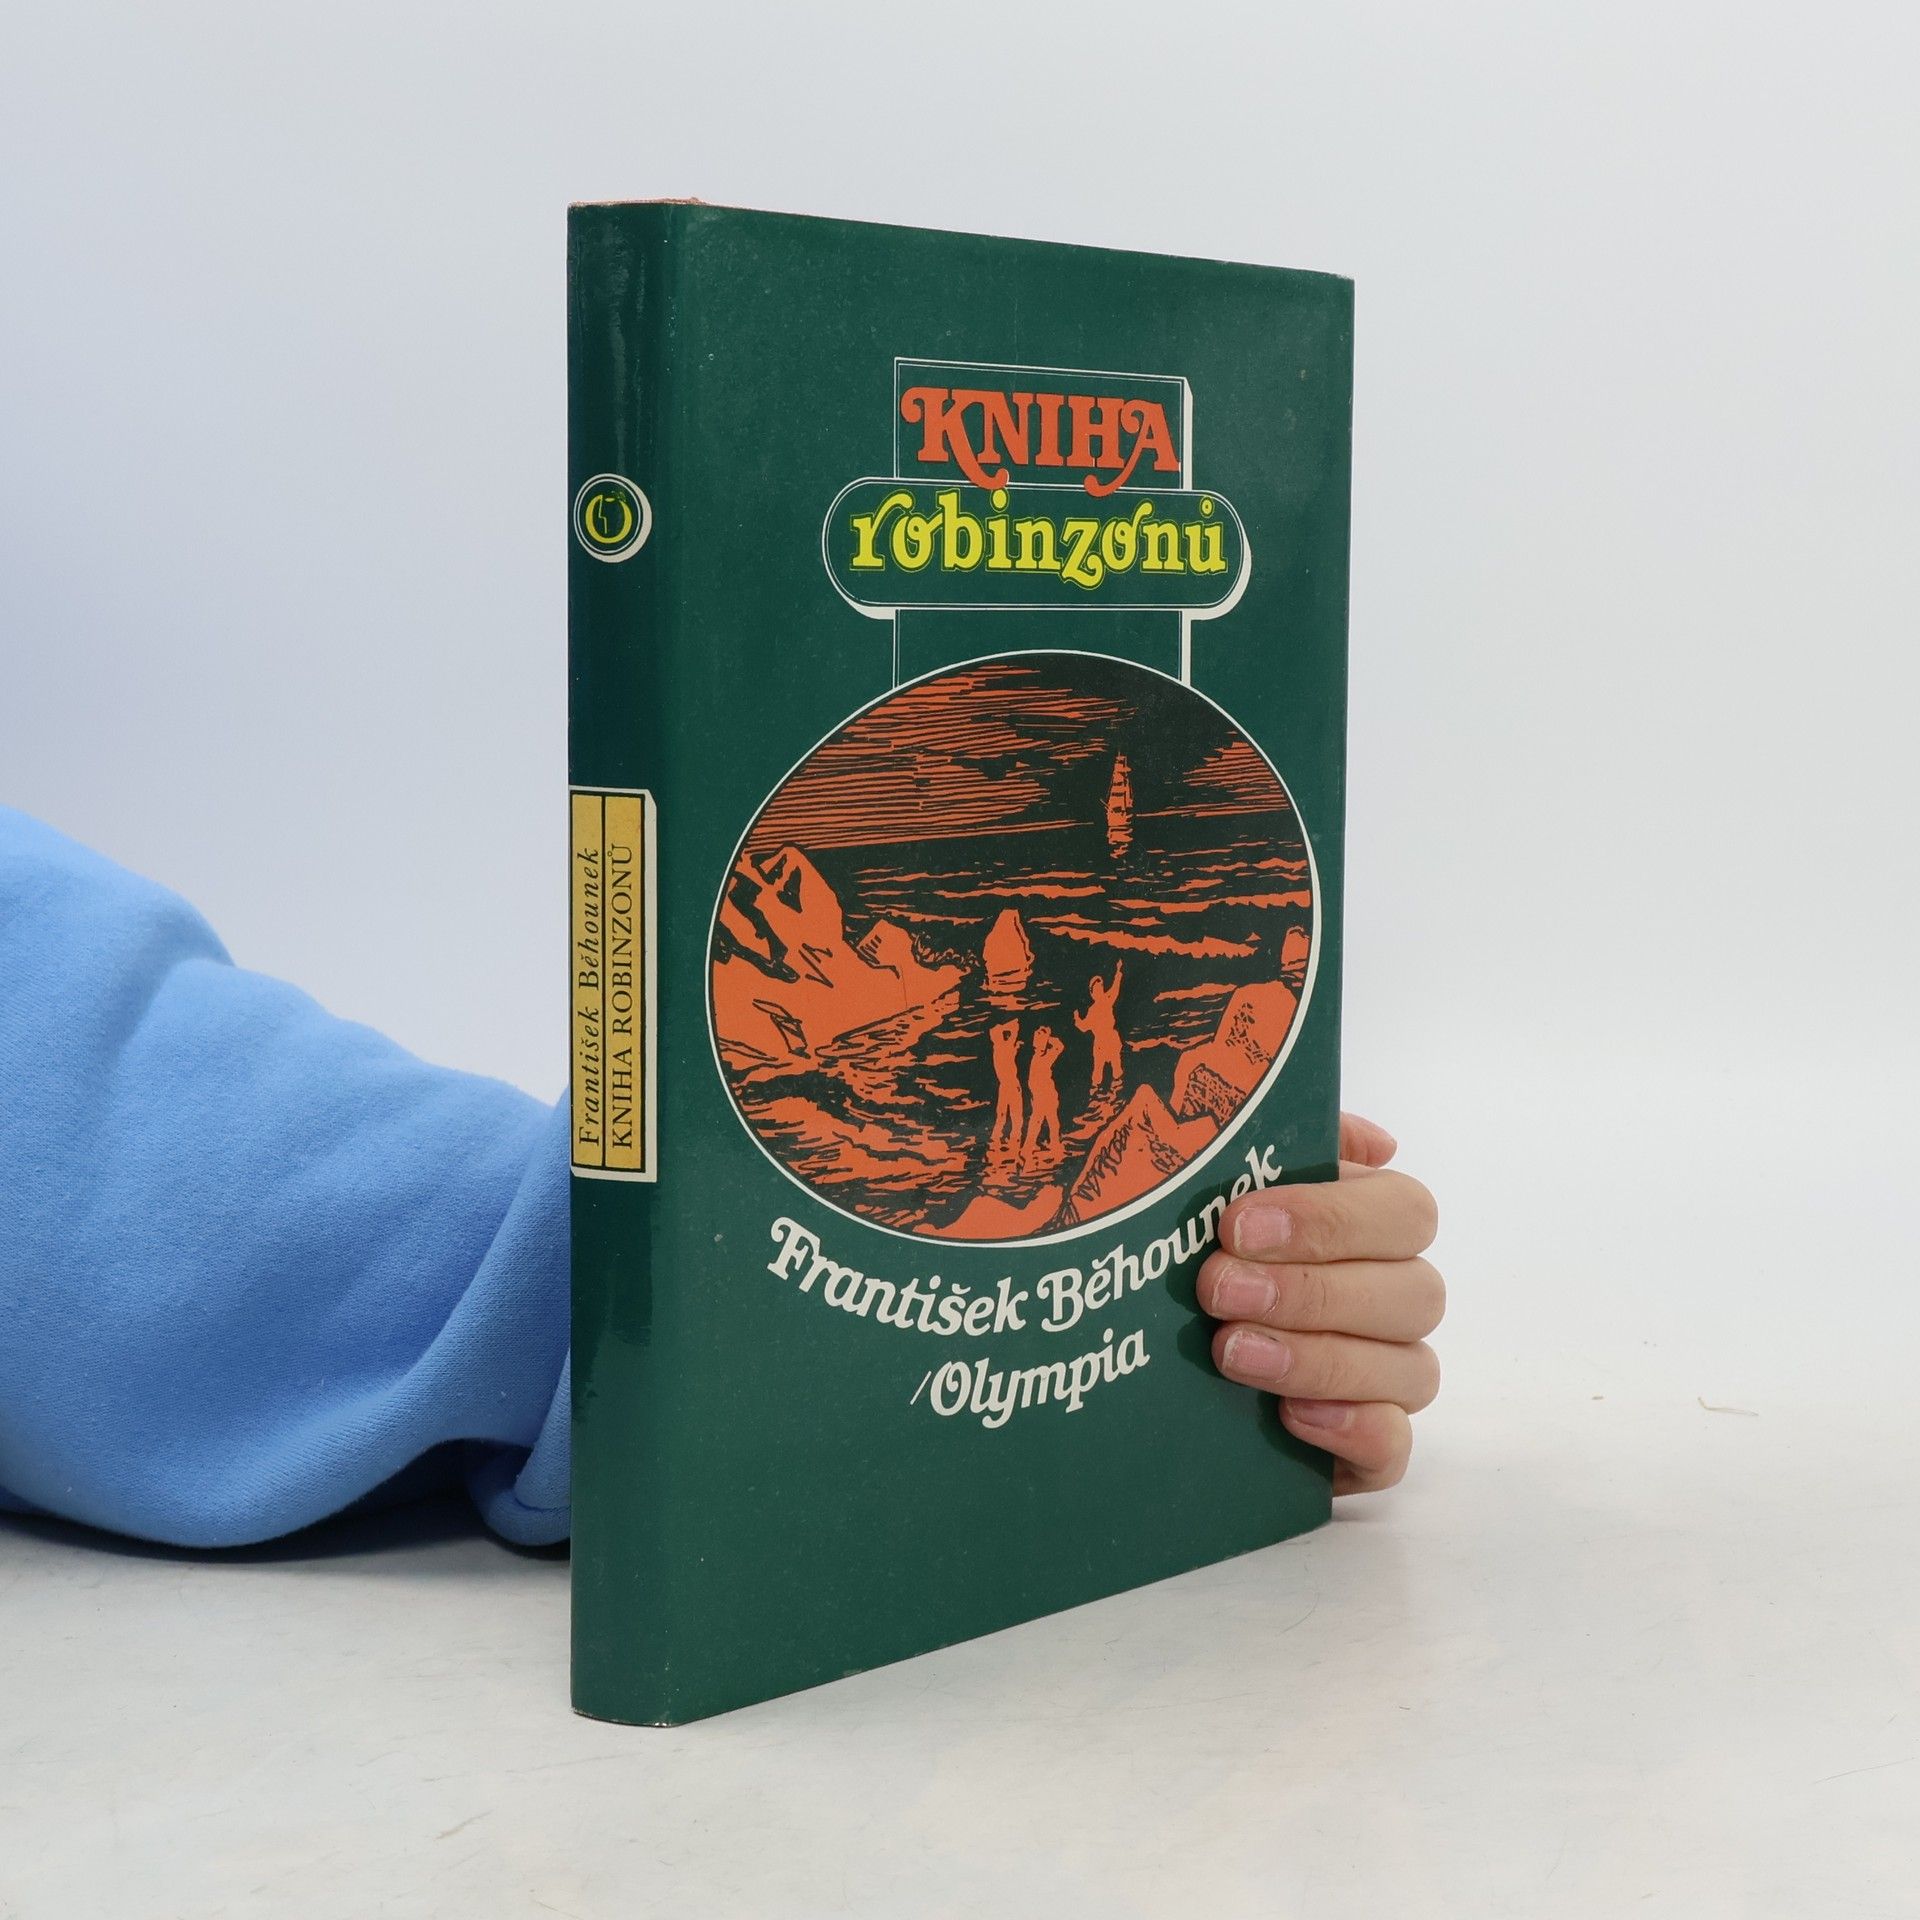 KNIHA
robinzonů
František Běhounek
/Olympia
František Běhounek
KNIHA ROBINZONŮ